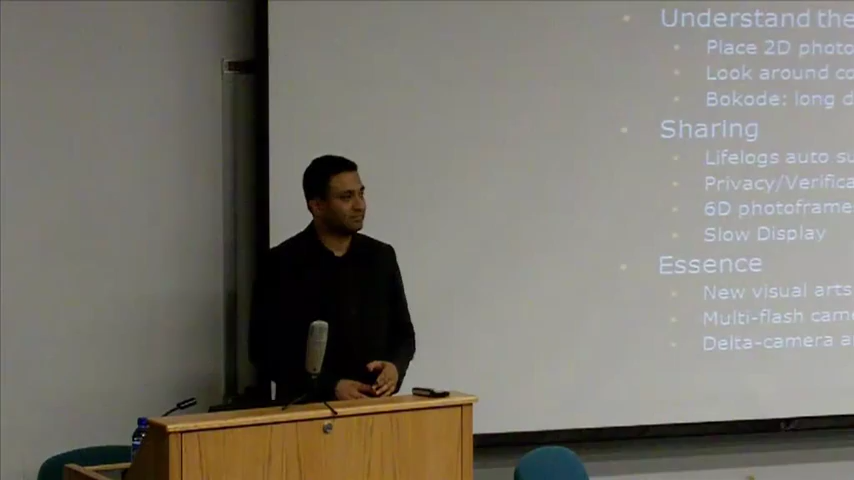 Understand the
Place 2D photo
Look around co
Bokode: long d
Sharing
Lifelogs auto su
Privacy/Verifica
6D photoframe
Slow Display
Essence
New visual arts
Multi-flash came
Delta-camera a